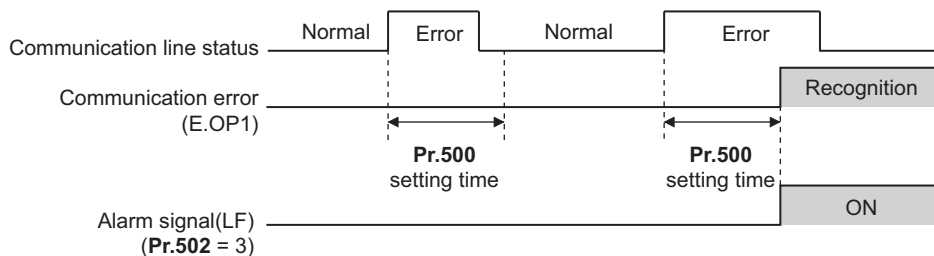 Normal
Error
Normal
Error
Communication line status
Recognition
Communication error
(E.OP1)
Pr.500
setting time
Pr.500
setting time
ON
Alarm signal(LF)
(Pr.502 = 3)